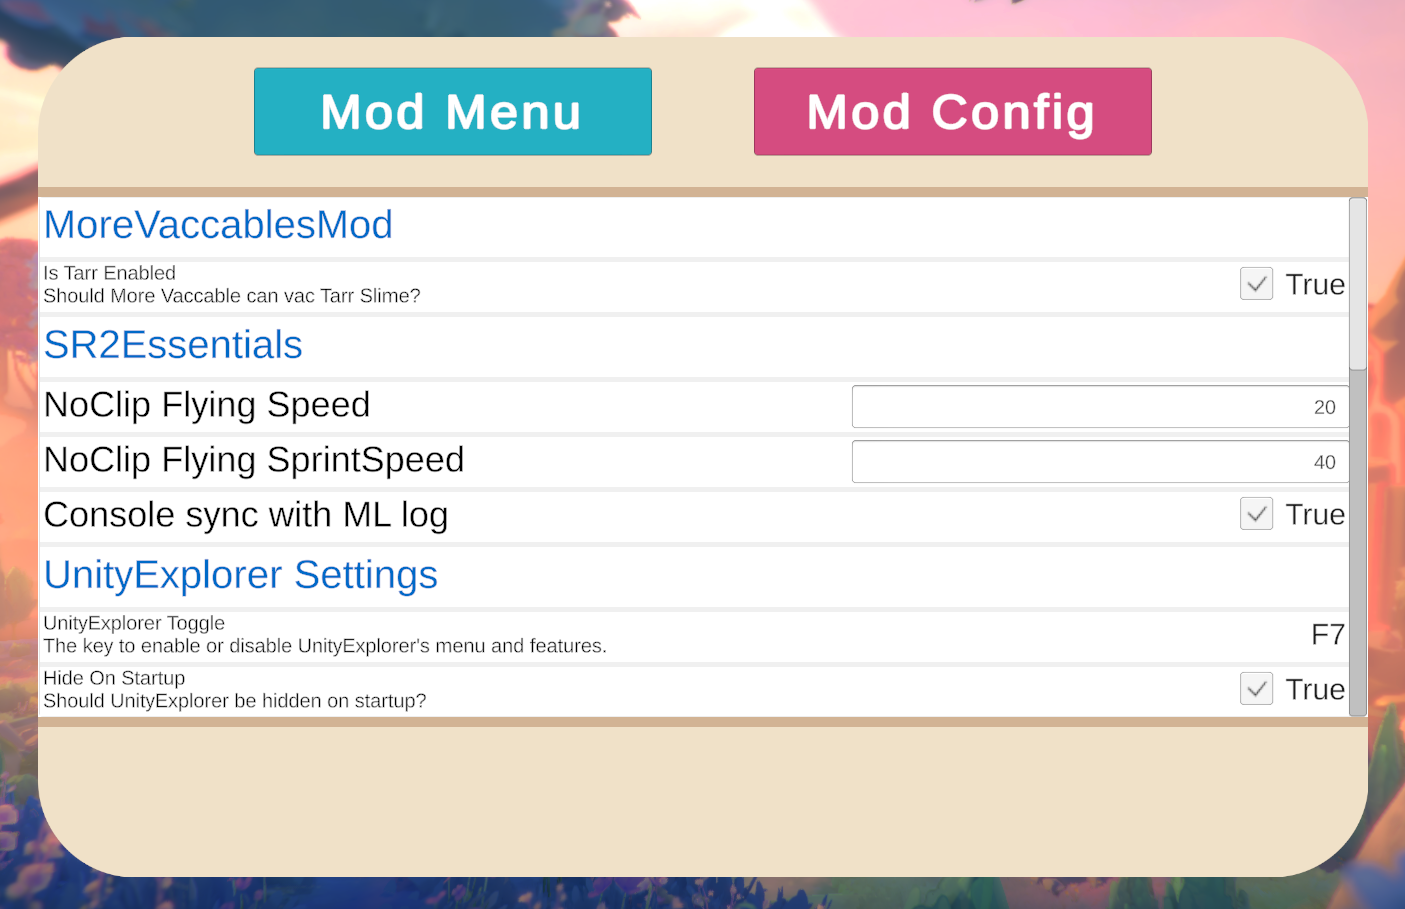 Mod Menu
Mod Config
MoreVaccablesMod
Is Tarr Enabled
Should More Vaccable can vac Tarr Slime?
True
SR2Essentials
NoClip Flying Speed
20
NoClip Flying SprintSpeed
40
Console sync with ML log
True
UnityExplorer Settings
UnityExplorer Toggle
The key to enable or disable UnityExplorer's menu and features.
F7
Hide On Startup
Should UnityExplorer be hidden on startup?
True